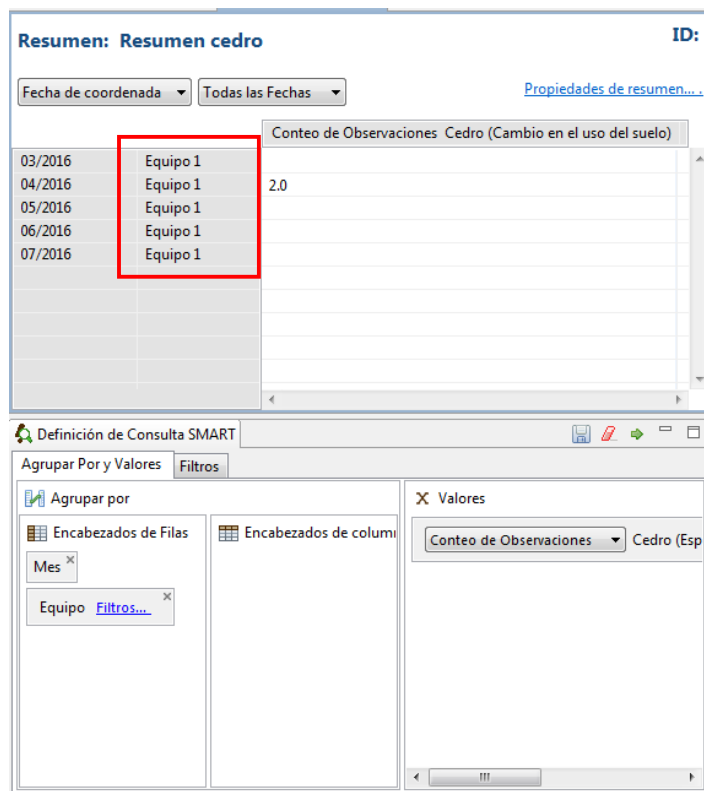 Resumen: Resumen cedro
ID:
Fecha de coordenada Todas las Fechas Propiedades de resumen... .
Conteo de Observaciones Cedro (Cambio en el uso del suelo)
03/2016 Equipo 1
04/2016 Equipo 1 2.0
05/2016 Equipo 1
06/2016 Equipo 1
07/2016 Equipo 1
Definición de Consulta SMART
Agrupar Por y Valores Filtros
Agrupar por
X Valores
Encabezados de Filas
Encabezados de column
Conteo de Observaciones Cedro (Esp
Mes
Equipo Filtros...